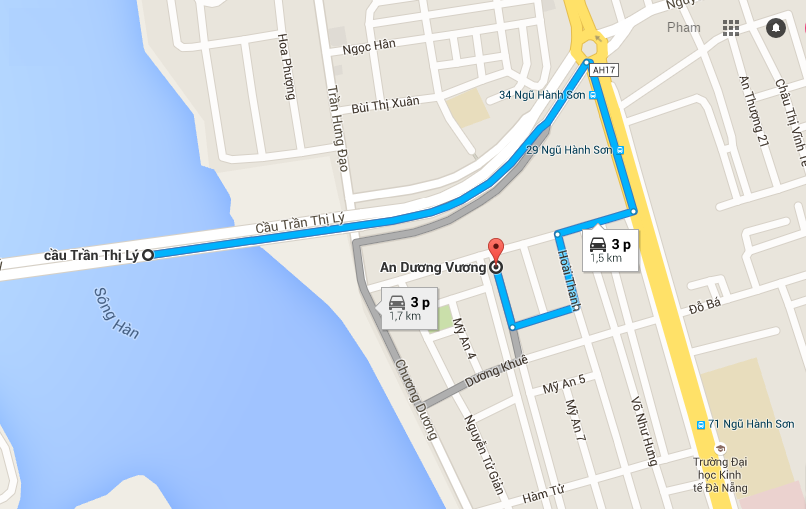 Nguy
Pham
Ngọc Hân
Hoa Phượng
AH17
An Thượng 21
Châu Thị Vĩnh Tế
34 Ngũ Hành Sơn
Bùi Thị Xuân
Trần Hưng Đạo
29 Ngũ Hành Sơn
Cầu Trần Thị Lý
cầu Trần Thị Lý
3 p
1,5 km
An Dương Vương
Hoài Thanh
Sông Hàn
3 p
1,7 km
Đỗ Bá
Mỹ An 4
Dương Khuê
Chương Dương
Mỹ An 5
Mỹ An 7
Võ Như Hưng
71 Ngũ Hành Sơn
Nguyễn Tử Giản
Trường Đại
học Kinh
tế Đà Nẵng
Hàm Tử